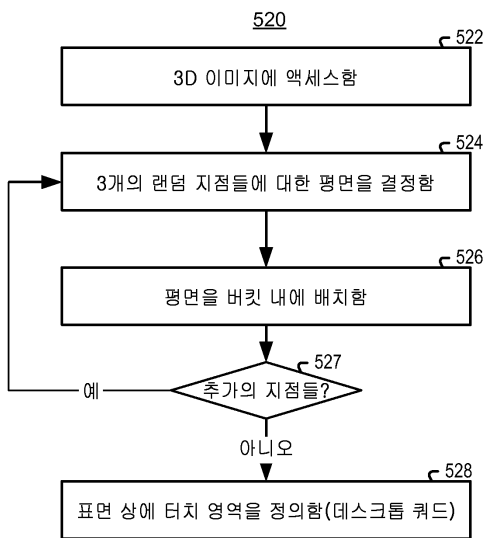 520
522
3D 이미지에 액세스함
524
3개의 랜덤 지점들에 대한 평면을 결정함
526
평면을 버킷 내에 배치함
527
추가의 지점들?
예
아니오
528
표면 상에 터치 영역을 정의함(데스크톱 쿼드)